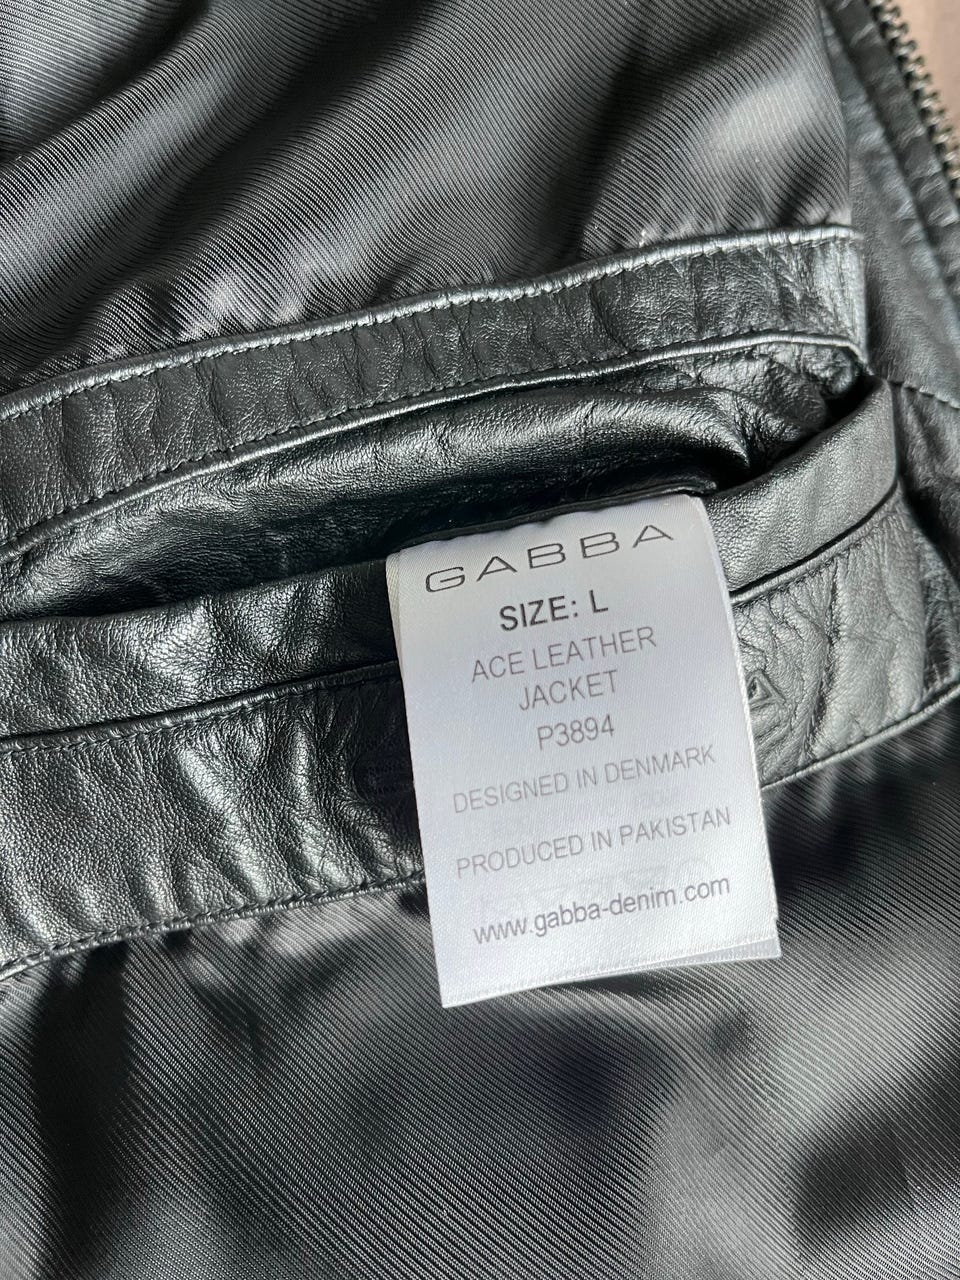 GABBA
SIZE: L
ACE LEATHER
JACKET
P3894
DESIGNED IN DENMARK
PRODUCED IN PAKISTAN
www.gabba-denim.com